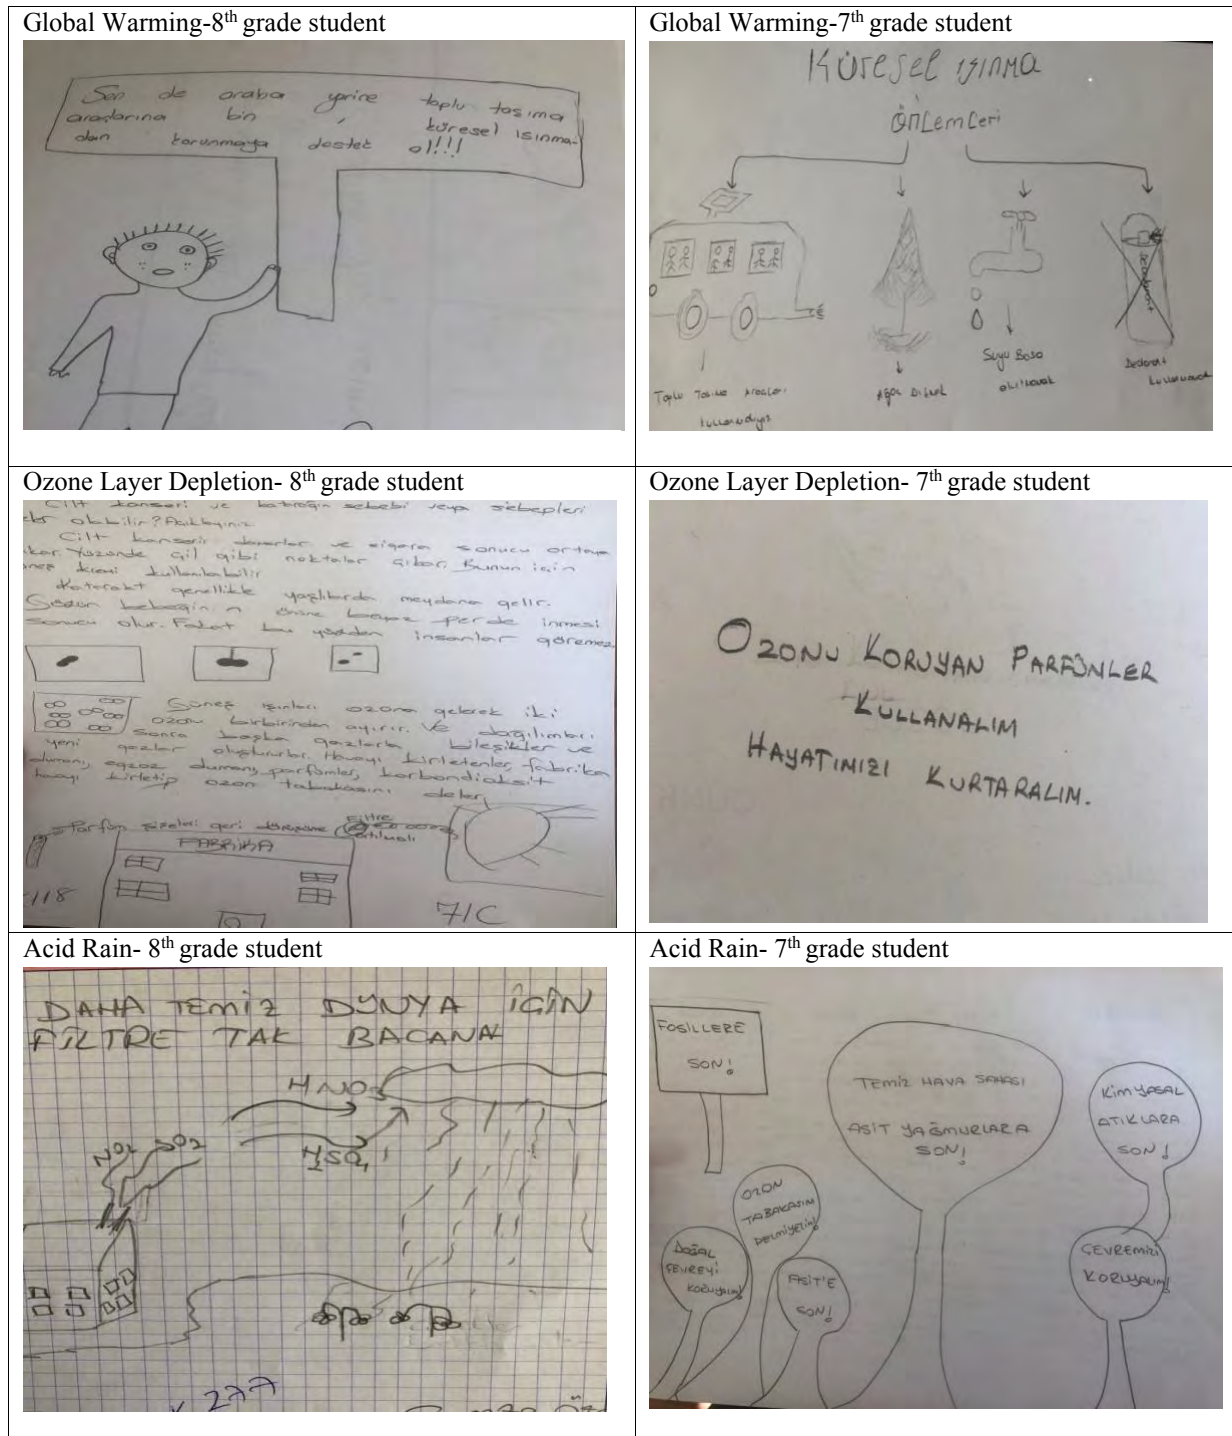 Global Warming-8th grade student
Sen de araba yerine toplu taşıma
araçlarına bin , küresel ısınma-
dan korunmaya destek ol!!!
Global Warming-7th grade student
Küresel ısınma
önlemleri
Toplu Taşıma Araçları
kullanalım
Ağaç Dikmek
Suyu Boşa
Deodorant
Ozone Layer Depletion- 8th grade student
Cilt kanseri ve katarağın sebebi veya sebepleri
olabilir? Açıklayınız
Cilt kanseri ve sigara sonucu ortaya
çıkar. Yüzünde çil gibi noktalar çıkar. Bunun için
güneş kremi kullanılabilir
Katarakt genellikle yaşlılarda meydana gelir.
Gözün bebeğin n önüne beyaz perde inmesi
sonucu olur. Fakat bu yüzden insanlar göremez.
Güneş ışınları ozona gelerek iki
ozonu birbirinden ayırır. Ve dağılımları
sonra başka gazlarla bileşikler ve
yeni gazlar oluştururlar. Havayı kirletenler, fabrika
dumanı, egzoz dumanı, parfümler, karbondioksit
havayı kirletip ozon tabakasını deler.
Parfüm şişeleri geri dönüşüme
Filtre
FABRİKA
118
7/C
Ozone Layer Depletion- 7th grade student
OZONU KORUYAN PARFÜMLER
KULLANALIM
HAYATIMIZI KURTARALIM.
Acid Rain- 8th grade student
DAHA TEMİZ DÜNYA İÇİN
FİLTRE TAK BACANA
HNO3
NO2
SO2
H2SO4
277
Acid Rain- 7th grade student
FOSİLLERE
SON!
TEMİZ HAVA SAHASI
ASİT YAĞMURLARA
SON!
KİMYASAL
ATIKLARA
SON!
OZON
TABAKASINI
DELMİYELİM!
DOĞAL
ÇEVREYİ
KORUYALIM!
ASİT'E
SON!
ÇEVREMİZİ
KORUYALIM!